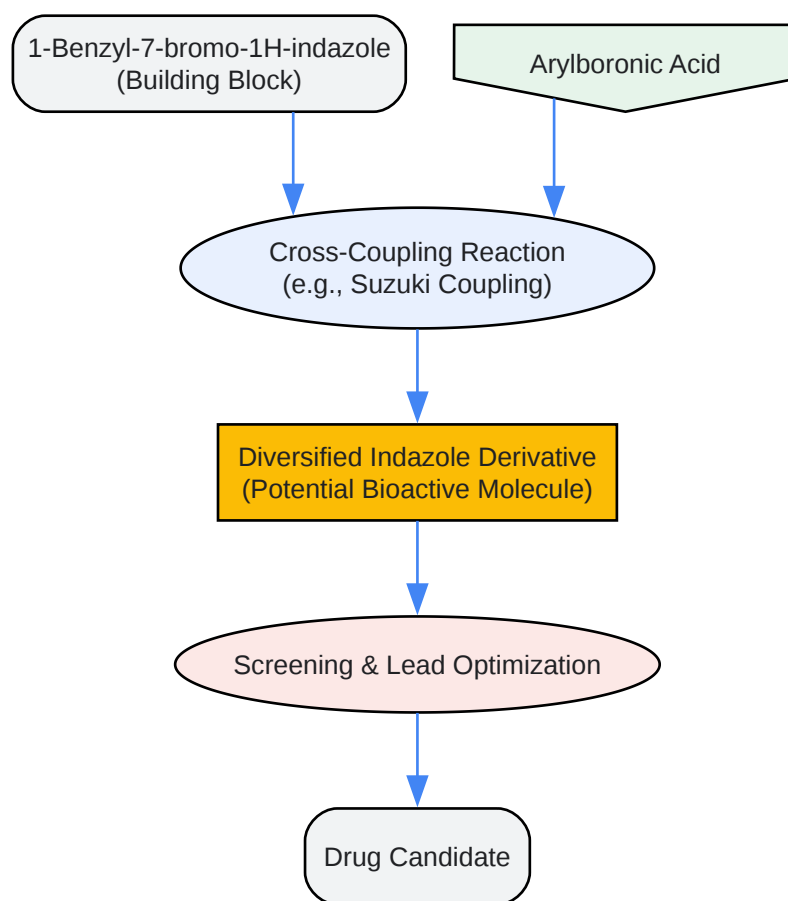 1-Benzyl-7-bromo-1H-indazole
(Building Block)
Arylboronic Acid
Cross-Coupling Reaction
(e.g., Suzuki Coupling)
Diversified Indazole Derivative
(Potential Bioactive Molecule)
Screening & Lead Optimization
Drug Candidate